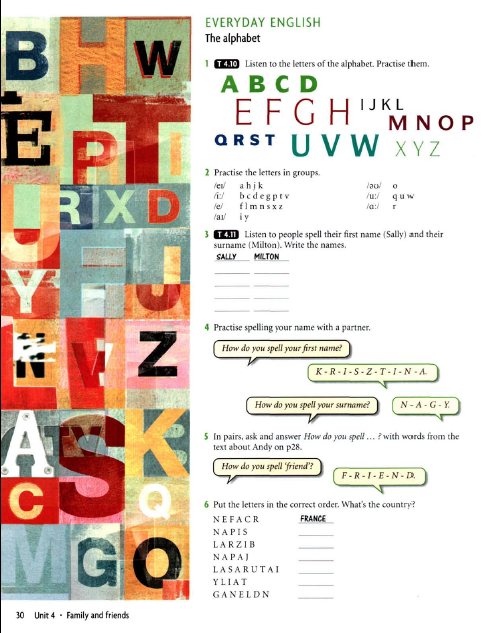 EVERYDAY ENGLISH
The alphabet
1 T 4.10 Listen to the letters of the alphabet. Practise them.
A B C D
E F G H I J K L
M N O P
Q R S T U V W X Y Z
2 Practise the letters in groups.
/eɪ/ a h j k
/iː/ b c d e g p t v
/e/ f l m n s x z
/aɪ/ i y
/əʊ/ o
/uː/ q u w
/ɑː/ r
3 T 4.11 Listen to people spell their first name (Sally) and their
surname (Milton). Write the names.
SALLY MILTON
4 Practise spelling your name with a partner.
How do you spell your first name?
K - R - I - S - Z - T - I - N - A.
How do you spell your surname?
N - A - G - Y.
5 In pairs, ask and answer How do you spell ... ? with words from the
text about Andy on p28.
How do you spell 'friend'?
F - R - I - E - N - D.
6 Put the letters in the correct order. What's the country?
NEFACR FRANCE
NAPIS
LARZIB
NAPAJ
LASARUTAI
YLIAT
GANELDN
30 Unit 4 • Family and friends
B H W
E P T
R X D
Y U
N Z
A S K
C Q
M G O